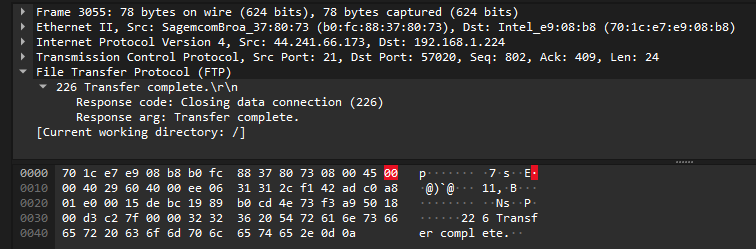 Frame 3055: 78 bytes on wire (624 bits), 78 bytes captured (624 bits)
Ethernet II, Src: SagemcomBroa_37:80:73 (b0:fc:88:37:80:73), Dst: Intel_e9:08:b8 (70:1c:e7:e9:08:b8)
Internet Protocol Version 4, Src: 44.241.66.173, Dst: 192.168.1.224
Transmission Control Protocol, Src Port: 21, Dst Port: 57020, Seq: 802, Ack: 409, Len: 24
File Transfer Protocol (FTP)
226 Transfer complete.\r\n
Response code: Closing data connection (226)
Response arg: Transfer complete.
[Current working directory: /]
0000 70 1c e7 e9 08 b8 b0 fc 88 37 80 73 08 00 45 00 p·······  ·7·s··E·
0010 00 40 29 60 40 00 ee 06 31 31 2c f1 42 ad c0 a8 ·@)`@··· 11,·B···
0020 01 e0 00 15 de bc 19 89 b0 cd 4e 73 f3 a9 50 18 ········ ··Ns··P·
0030 00 d3 c2 7f 00 00 32 32 36 20 54 72 61 6e 73 66 ······22 6 Transf
0040 65 72 20 63 6f 6d 70 6c 65 74 65 2e 0d 0a er compl ete.··